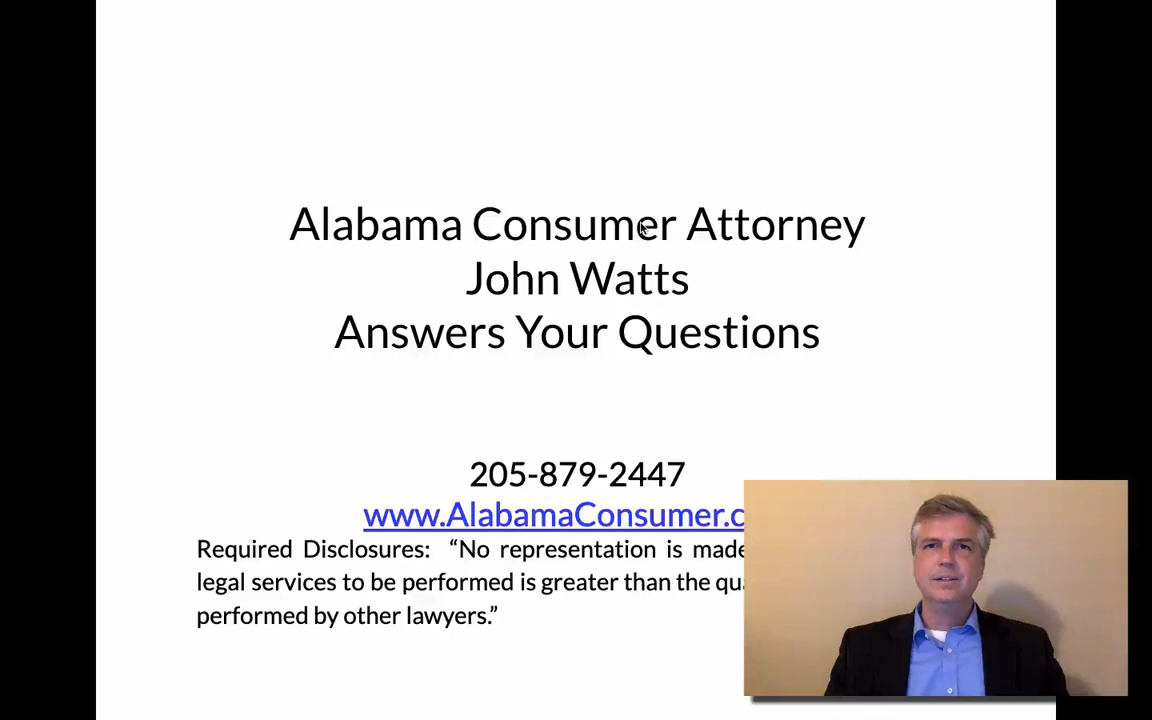 Alabama Consumer Attorney
John Watts
Answers Your Questions
205-879-2447
www.AlabamaConsumer.c
Required Disclosures: “No representation is made
legal services to be performed is greater than the
performed by other lawyers.”